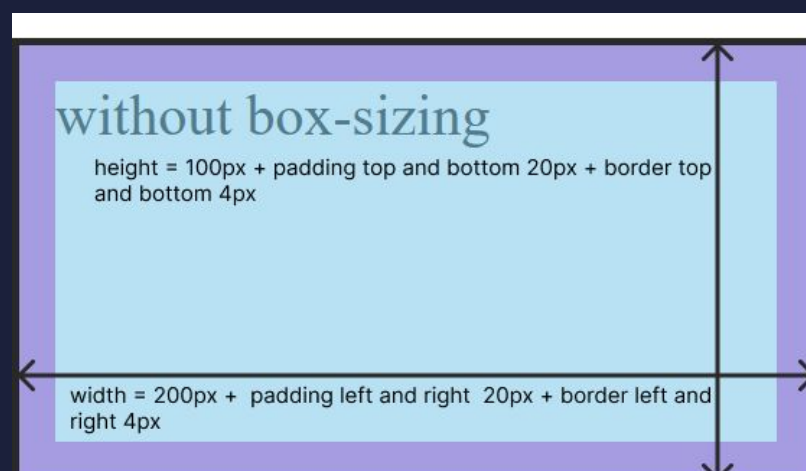 without box-sizing
height = 100px + padding top and bottom 20px + border top
and bottom 4px
width = 200px +  padding left and right  20px + border left and
right 4px